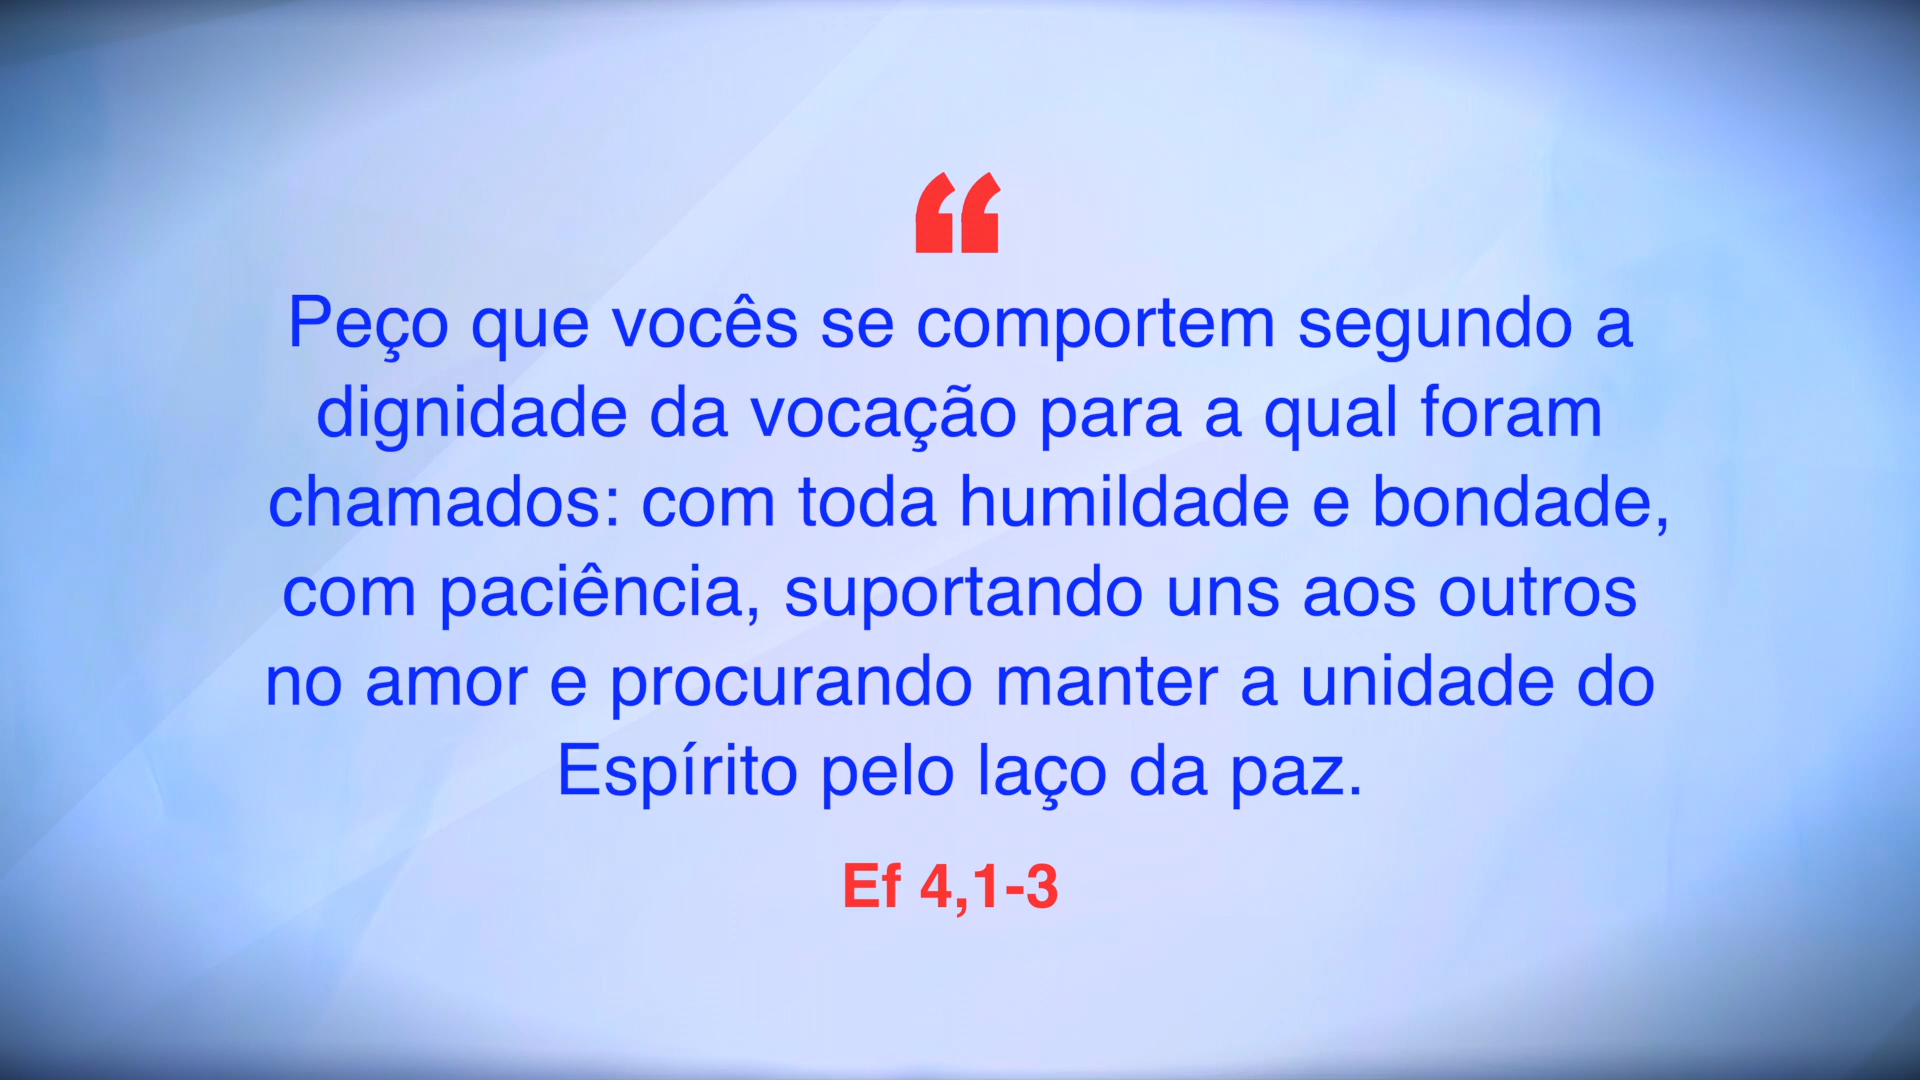 “
Peço que vocês se comportem segundo a
dignidade da vocação para a qual foram
chamados: com toda humildade e bondade,
com paciência, suportando uns aos outros
no amor e procurando manter a unidade do
Espírito pelo laço da paz.
Ef 4,1-3